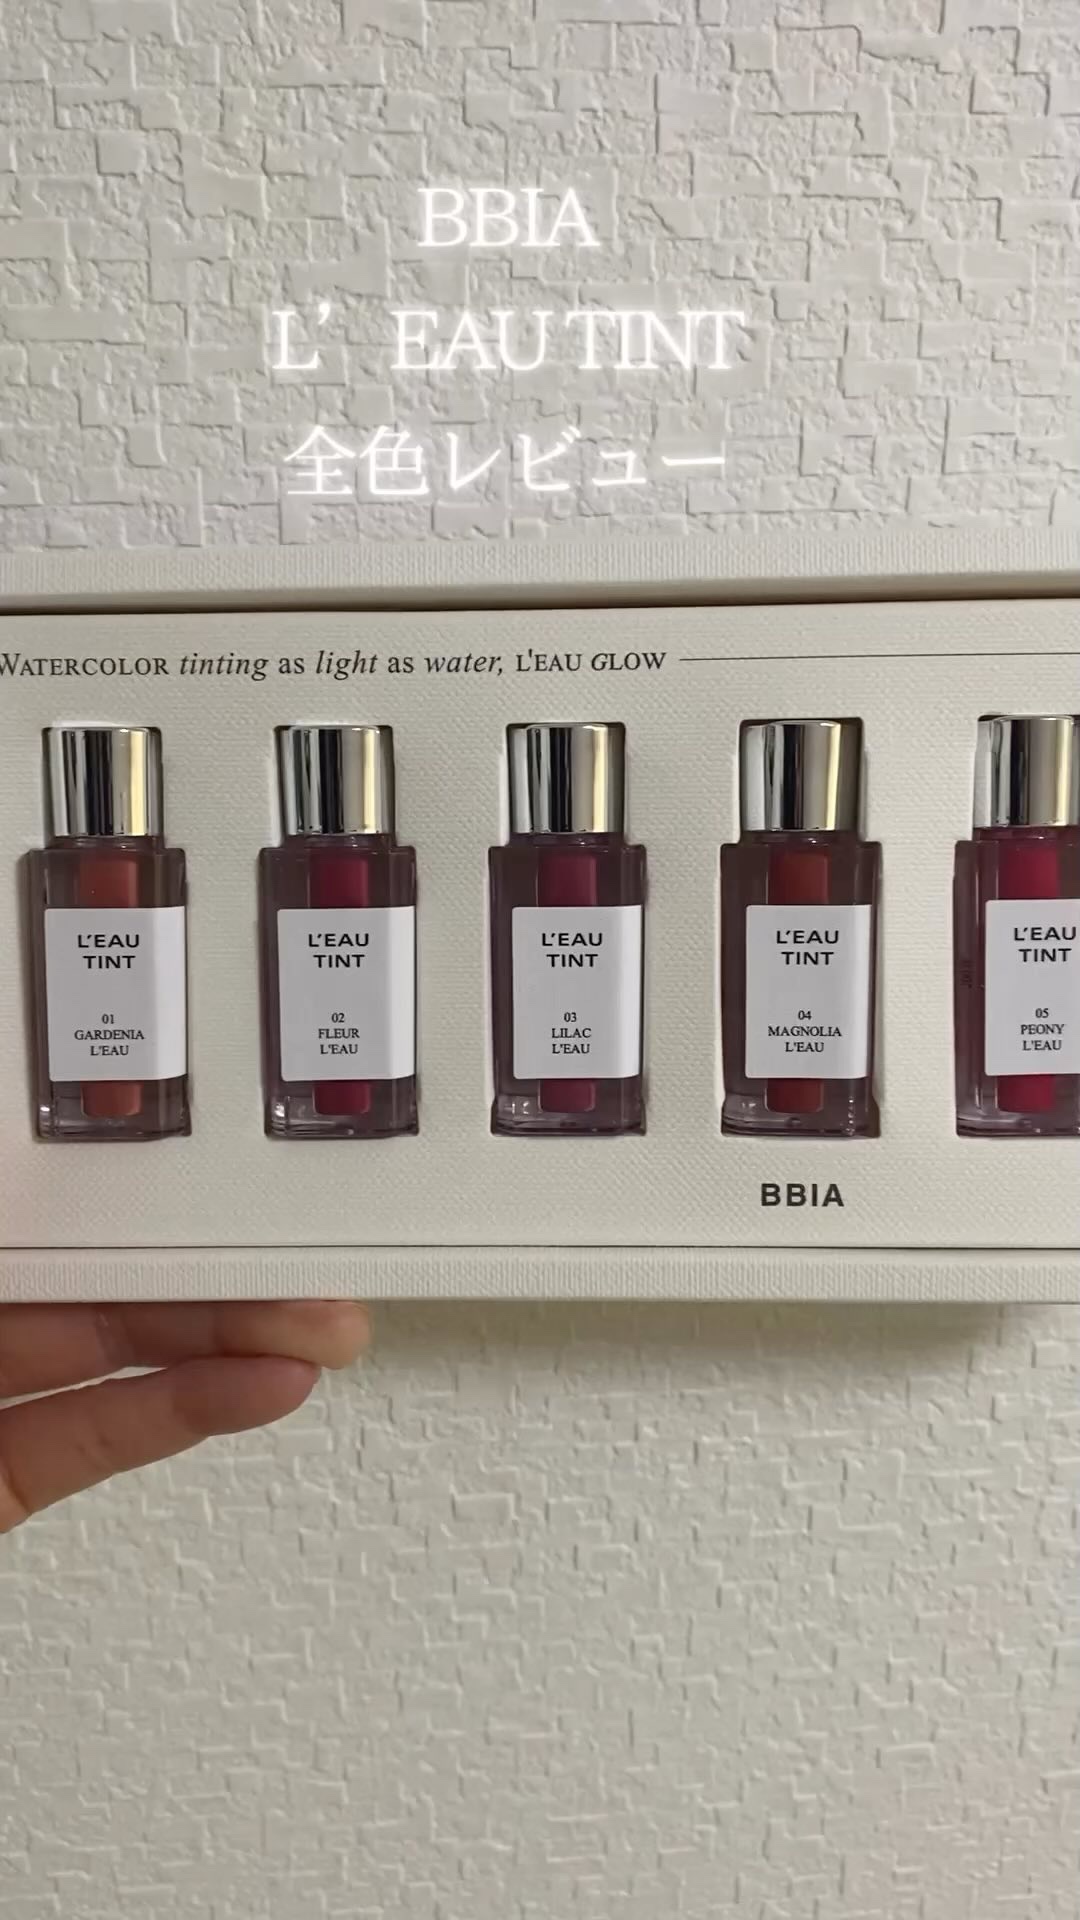 BBIA
L’ EAU TINT
全色レビュー
WATERCOLOR tinting as light as water, L'EAU GLOW
L'EAU
TINT
01
GARDENIA
L'EAU
L'EAU
TINT
02
FLEUR
L'EAU
L'EAU
TINT
03
LILAC
L'EAU
L'EAU
TINT
04
MAGNOLIA
L'EAU
L'EAU
TINT
05
PEONY
L'EAU
BBIA